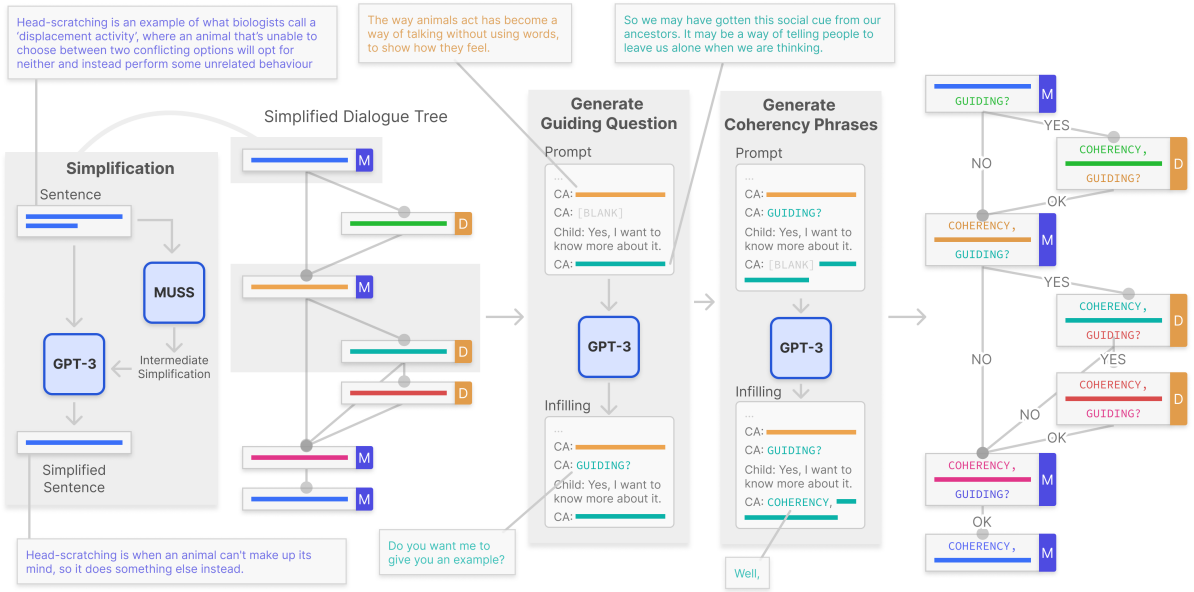 Head-scratching is an example of what biologists call a
'displacement activity', where an animal that's unable to
choose between two conflicting options will opt for
neither and instead perform some unrelated behaviour
The way animals act has become a
way of talking without using words,
to show how they feel.
So we may have gotten this social cue from our
ancestors. It may be a way of telling people to
leave us alone when we are thinking.
Simplification
Sentence
MUSS
GPT-3
Intermediate
Simplification
Simplified
Sentence
Head-scratching is when an animal can't make up its
mind, so it does something else instead.
Simplified Dialogue Tree
M
D
M
D
D
M
M
Generate
Guiding Question
Prompt
...
CA:
CA: [BLANK]
Child: Yes, I want to
know more about it.
CA:
GPT-3
Infilling
...
CA:
CA: GUIDING?
Child: Yes, I want to
know more about it.
CA:
Do you want me to
give you an example?
Generate
Coherency Phrases
Prompt
...
CA:
CA: GUIDING?
Child: Yes, I want to
know more about it.
CA: [BLANK]
GPT-3
Infilling
...
CA:
CA: GUIDING?
Child: Yes, I want to
know more about it.
CA: COHERENCY,
Well,
GUIDING?
M
YES
NO
COHERENCY,
GUIDING?
D
OK
COHERENCY,
GUIDING?
M
YES
NO
COHERENCY,
GUIDING?
D
YES
COHERENCY,
GUIDING?
D
NO
OK
COHERENCY,
GUIDING?
M
OK
COHERENCY,
M